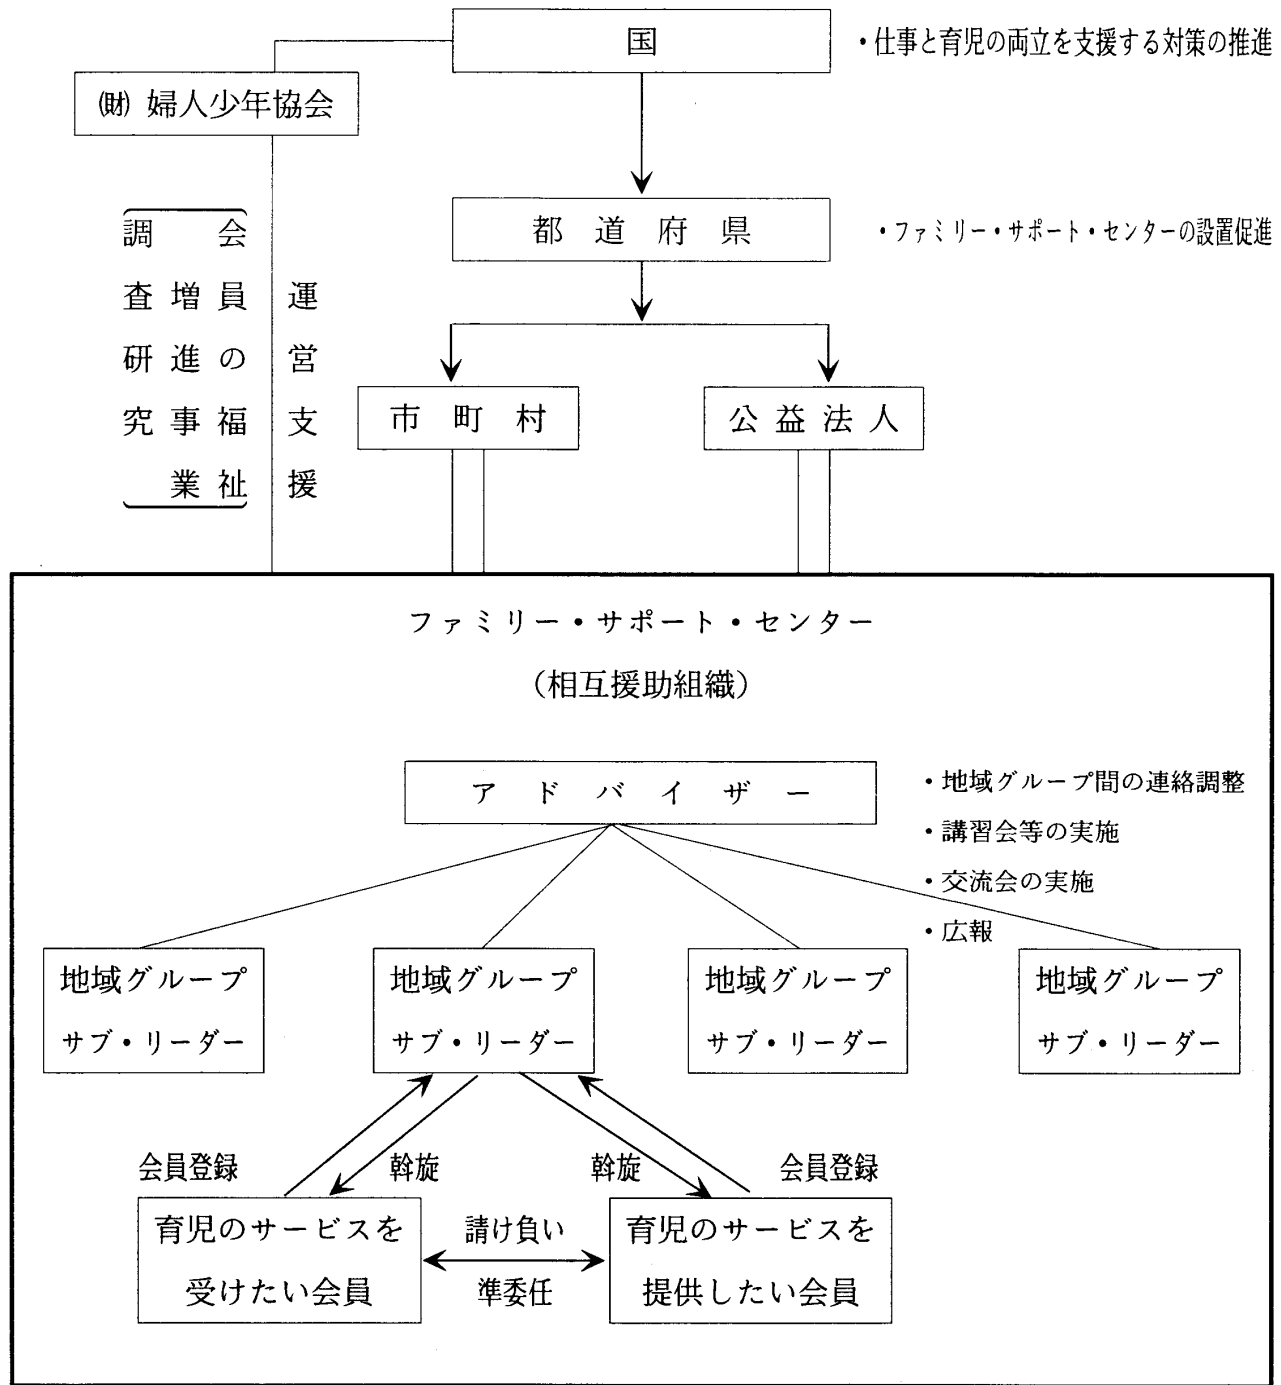 国
・仕事と育児の両立を支援する対策の推進
㈶ 婦人少年協会
都道府県
・ファミリー・サポート・センターの設置促進
運営支援
会員の福祉
増進事業
調査研究
市町村
公益法人
ファミリー・サポート・センター
（相互援助組織）
アドバイザー
・地域グループ間の連絡調整
・講習会等の実施
・交流会の実施
・広報
地域グループ
サブ・リーダー
地域グループ
サブ・リーダー
地域グループ
サブ・リーダー
地域グループ
サブ・リーダー
会員登録
斡旋
斡旋
会員登録
育児のサービスを
受けたい会員
請け負い
準委任
育児のサービスを
提供したい会員